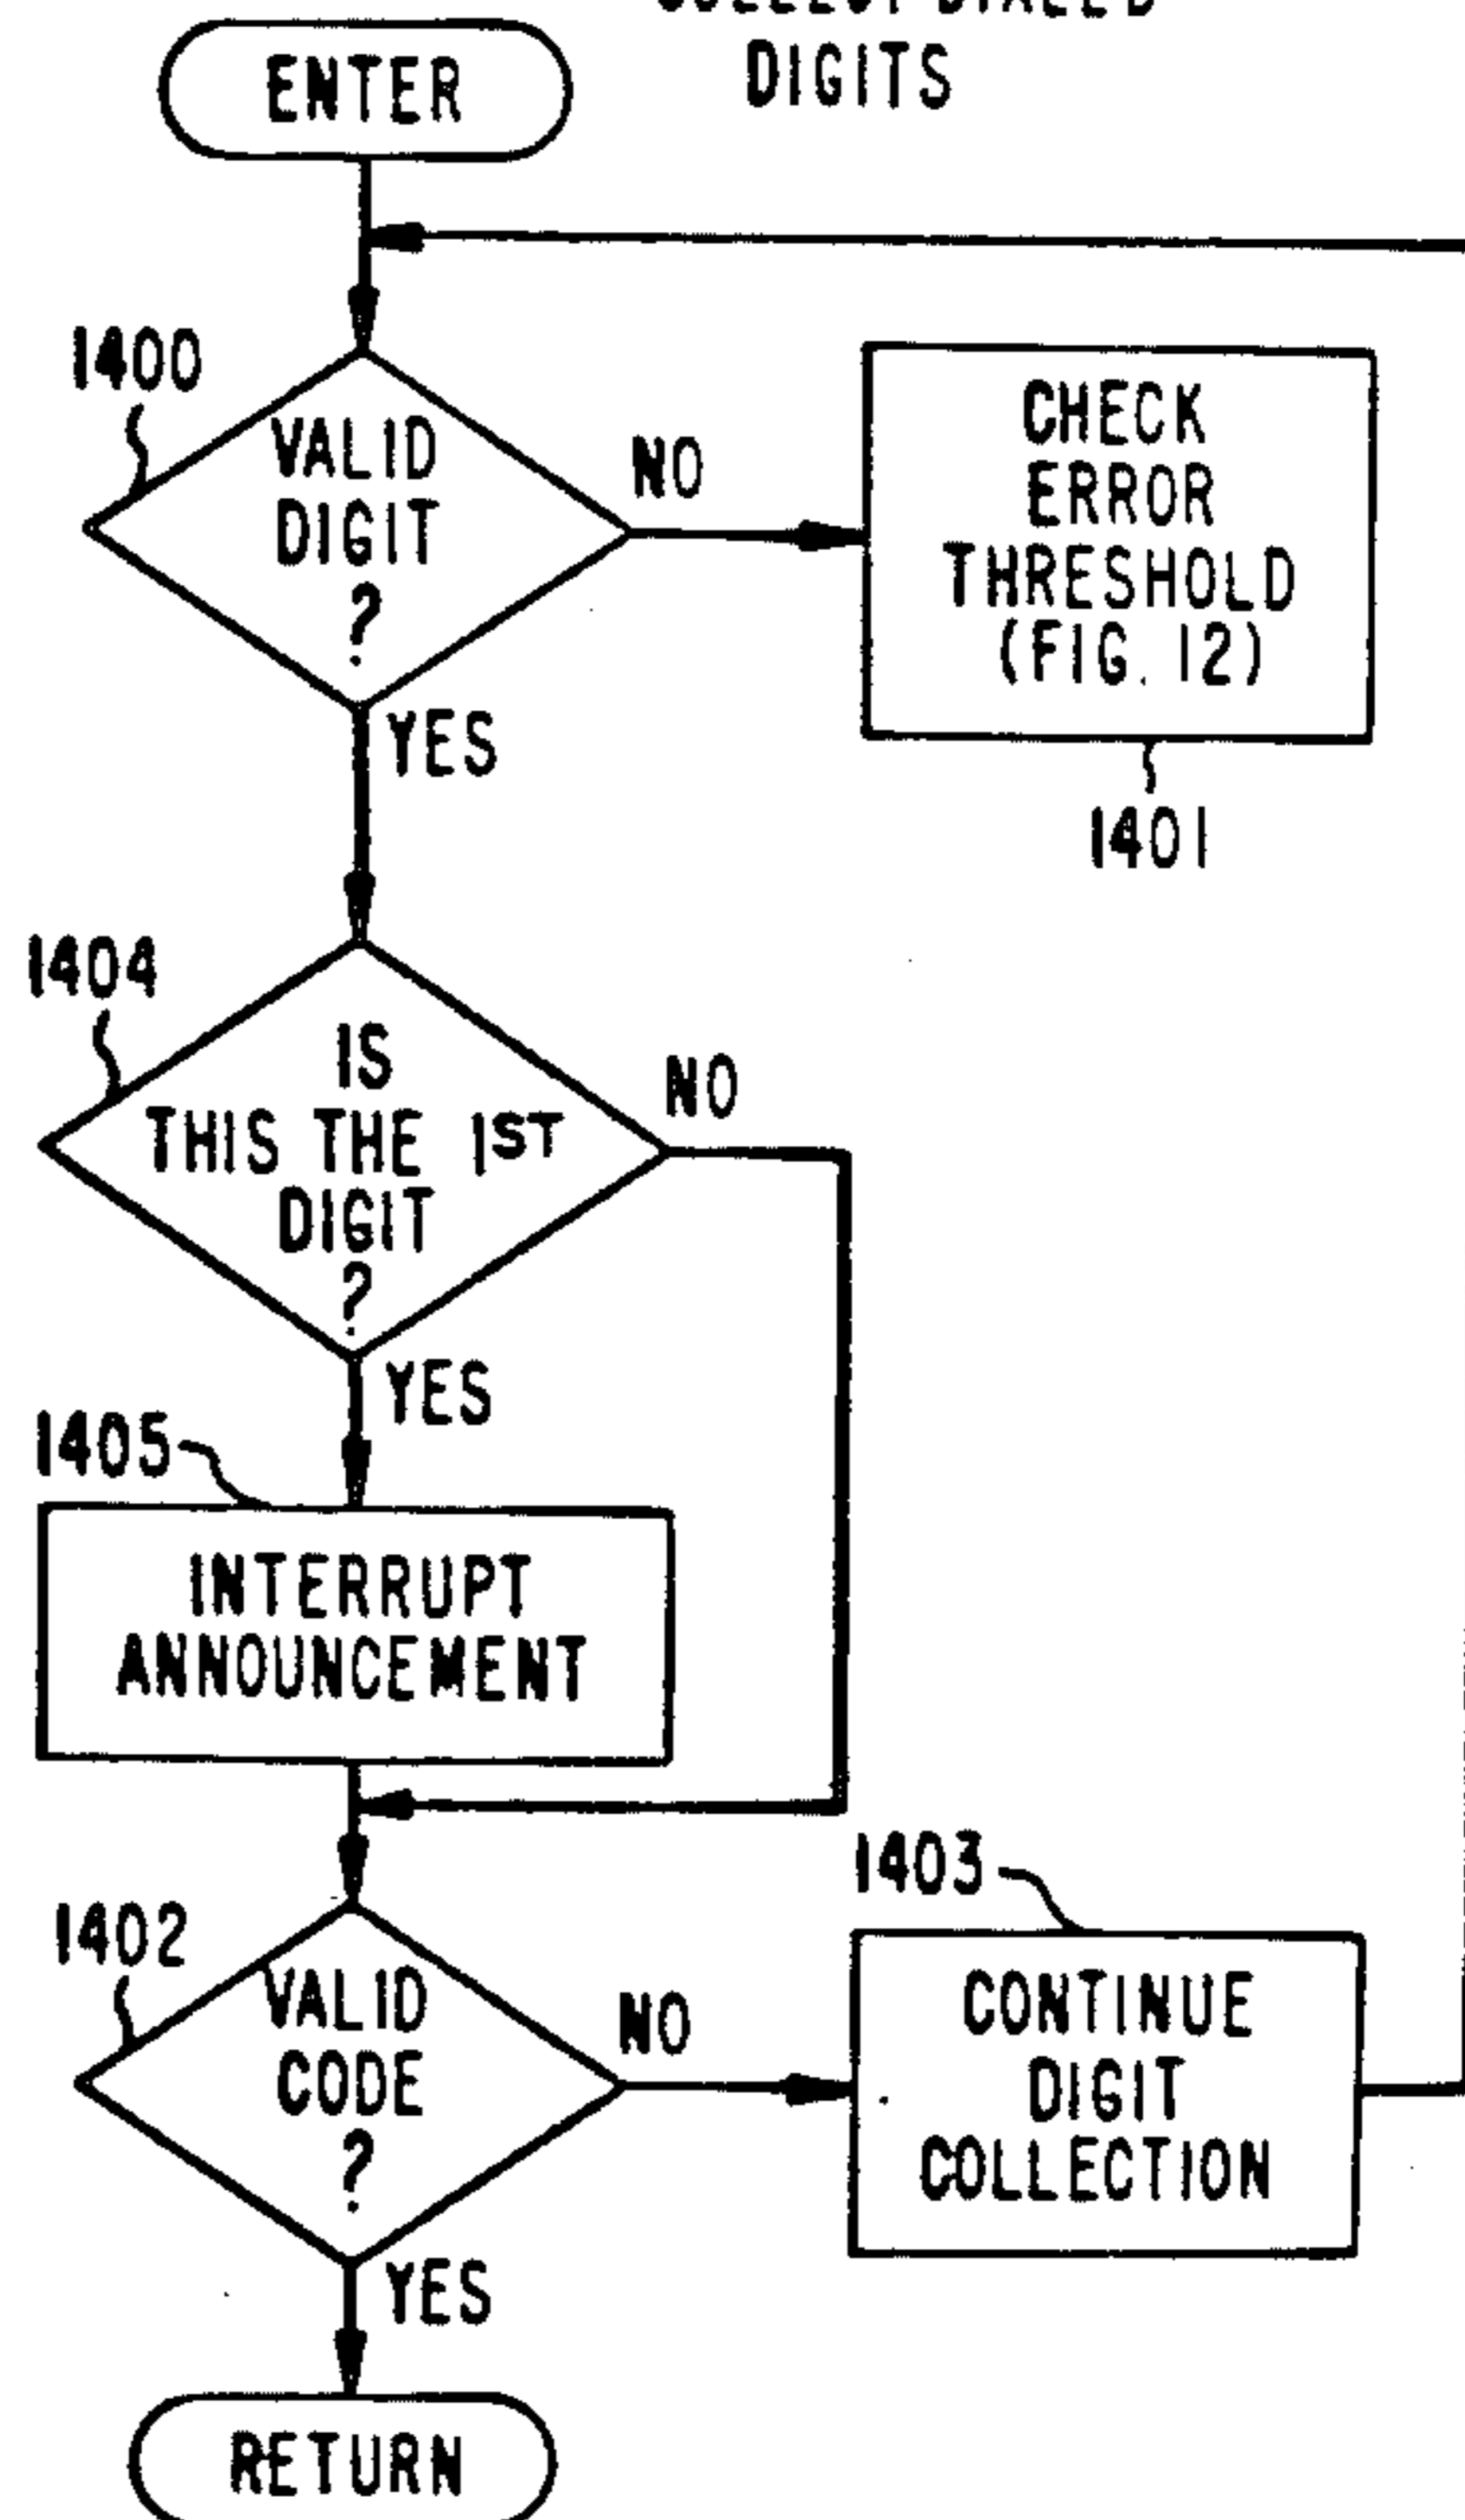 DIGITS
ENTER
1400
VALID
DIGIT
?
NO
YES
CHECK
ERROR
THRESHOLD
(FIG. 12)
1401
1404
IS
THIS THE 1ST
DIGIT
?
NO
YES
1405
INTERRUPT
ANNOUNCEMENT
1402
VALID
CODE
?
NO
YES
1403
CONTINUE
DIGIT
COLLECTION
RETURN